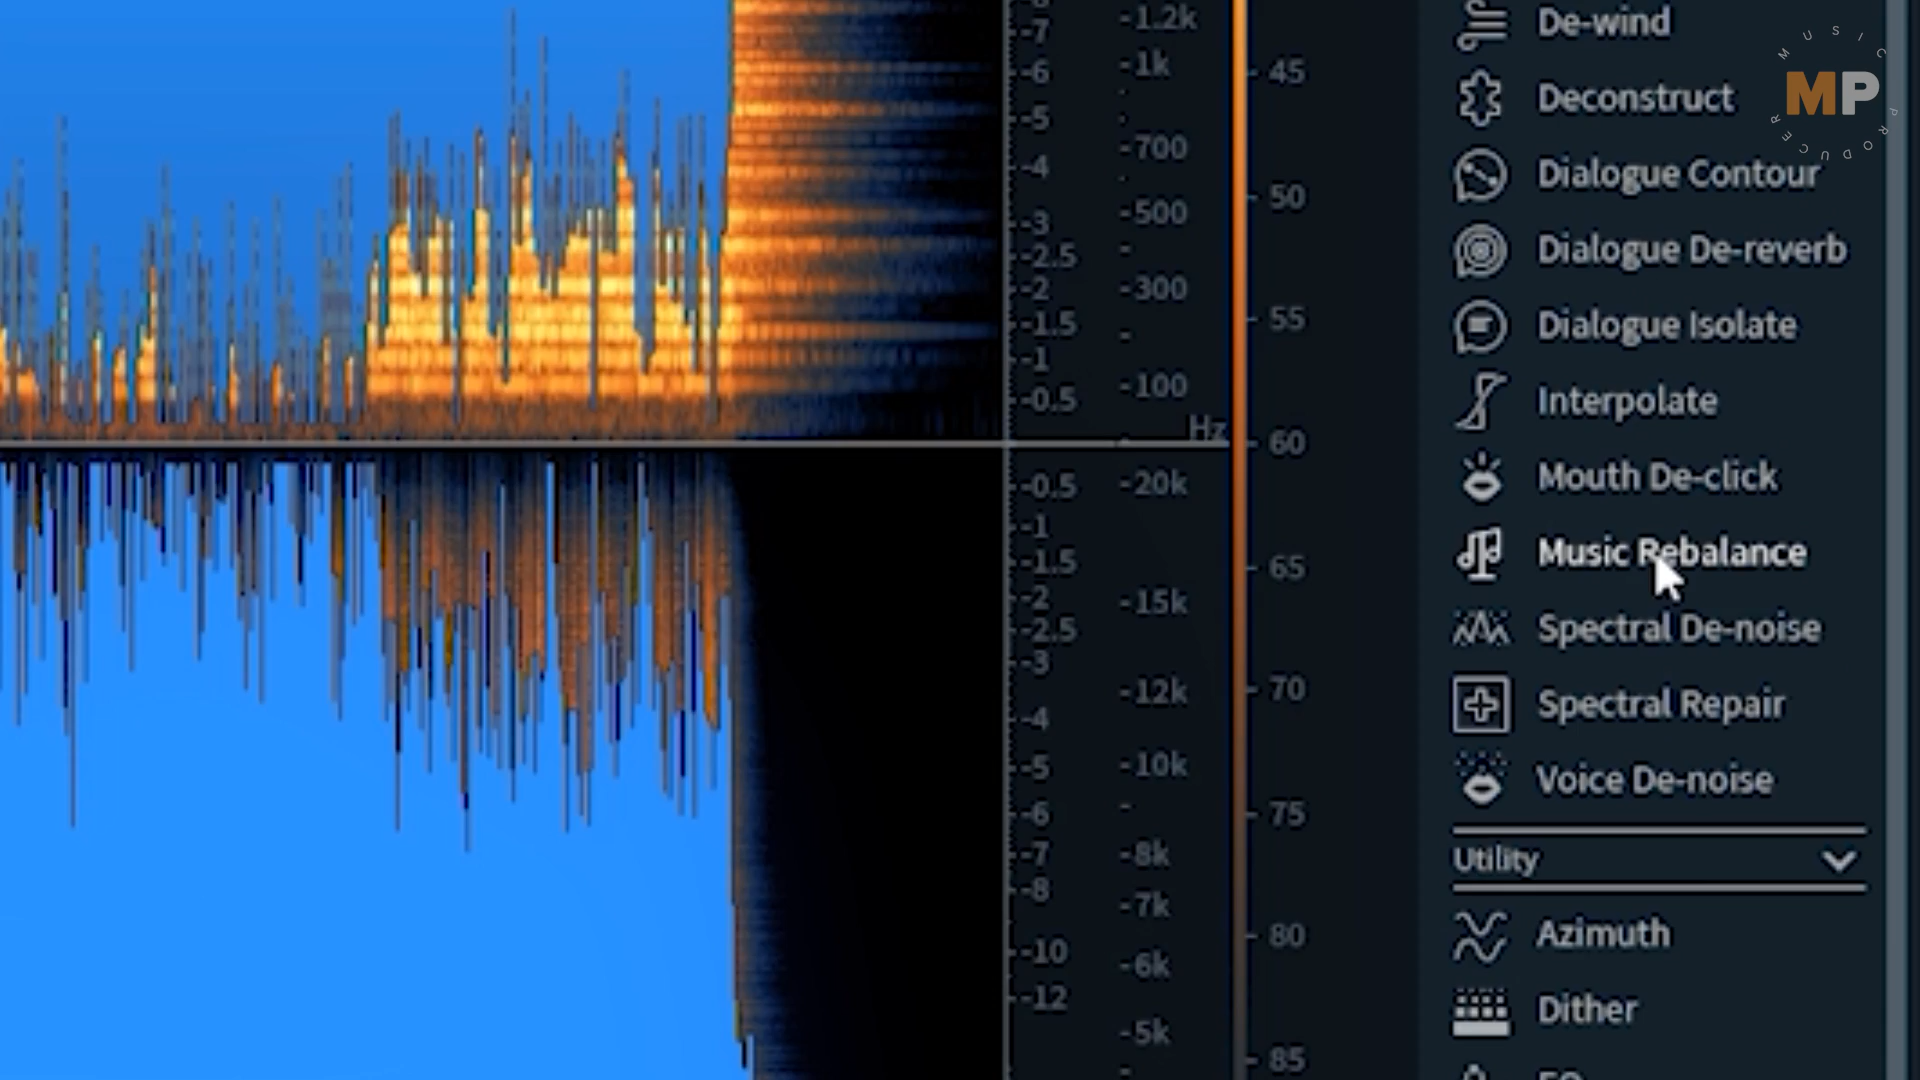 -7
-6
-5
-4
-3
-2.5
-2
-1.5
-1
-0.5
-0.5
-1
-1.5
-2
-2.5
-3
-4
-5
-6
-7
-8
-10
-12
-1.2k
-1k
-700
-500
-300
-100
Hz
-20k
-15k
-12k
-10k
-8k
-7k
-6k
-5k
45
50
55
60
65
70
75
80
85
De-wind
Deconstruct
Dialogue Contour
Dialogue De-reverb
Dialogue Isolate
Interpolate
Mouth De-click
Music Rebalance
Spectral De-noise
Spectral Repair
Voice De-noise
Utility
Azimuth
Dither
MUSIC
MP
PRODUCER